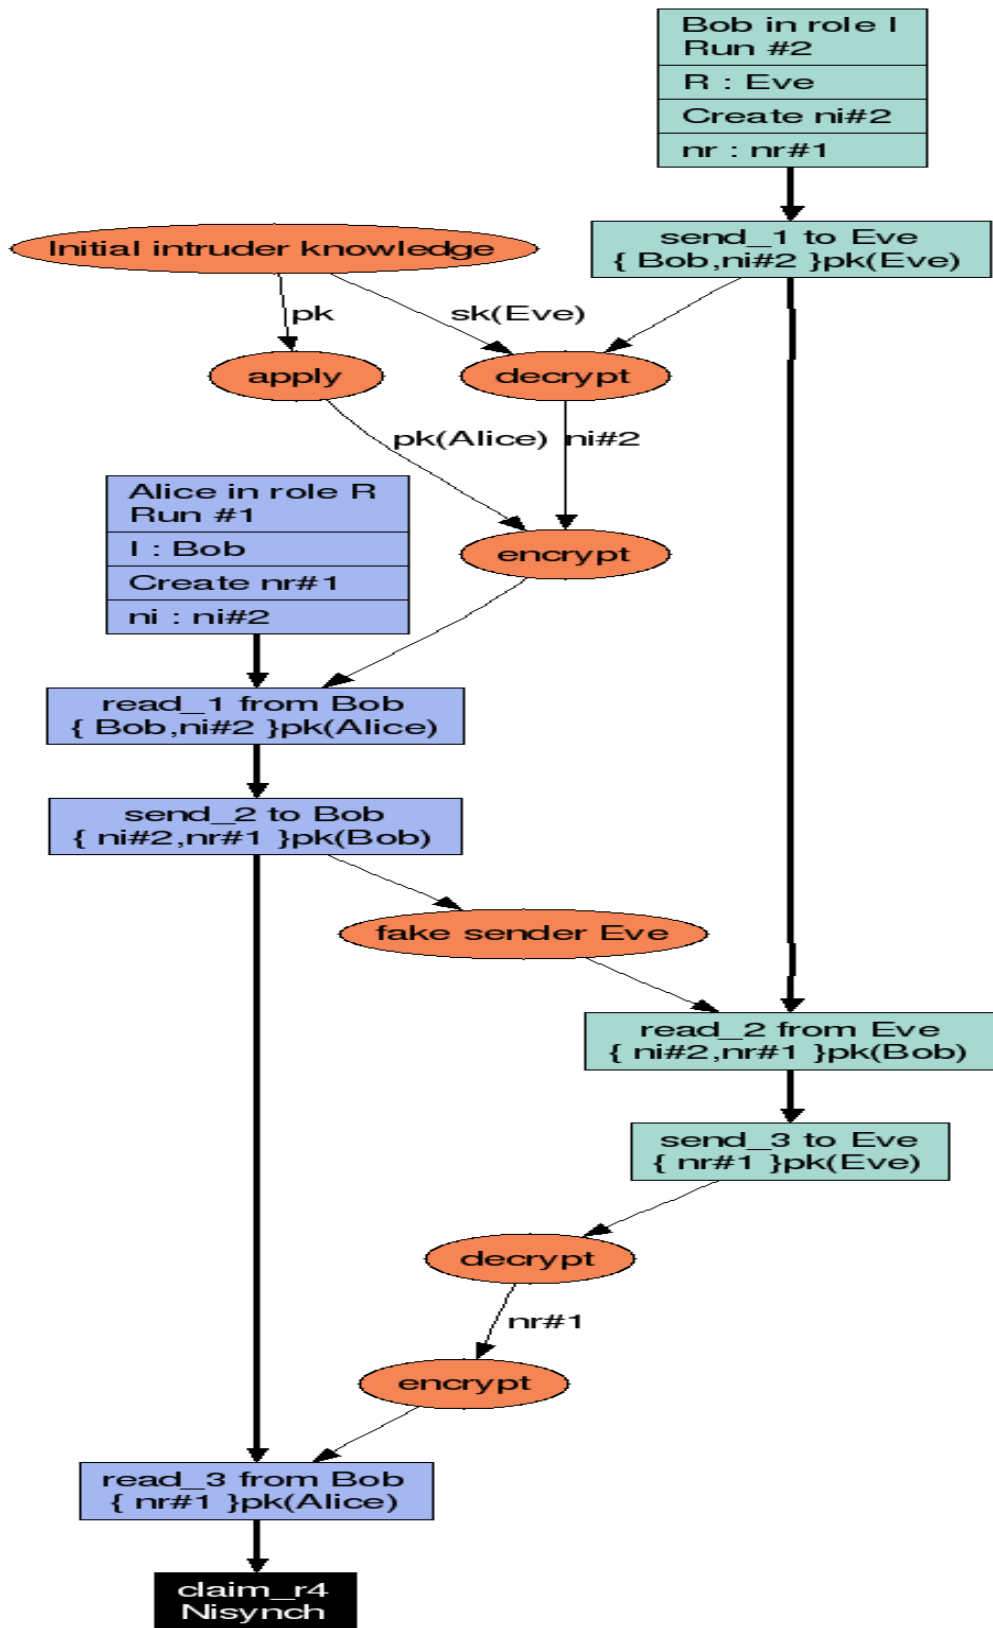 Bob in role I
Run #2
R : Eve
Create ni#2
nr : nr#1
send_1 to Eve
{ Bob,ni#2 }pk(Eve)
Initial intruder knowledge
pk
sk(Eve)
apply
decrypt
pk(Alice)
ni#2
Alice in role R
Run #1
I : Bob
Create nr#1
ni : ni#2
encrypt
read_1 from Bob
{ Bob,ni#2 }pk(Alice)
send_2 to Bob
{ ni#2,nr#1 }pk(Bob)
fake sender Eve
read_2 from Eve
{ ni#2,nr#1 }pk(Bob)
send_3 to Eve
{ nr#1 }pk(Eve)
decrypt
nr#1
encrypt
read_3 from Bob
{ nr#1 }pk(Alice)
claim_r4
Nisynch